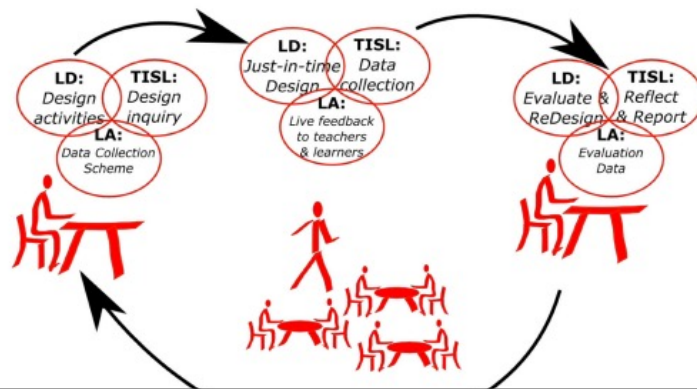 LD:
Design
activities
TISL:
Design
inquiry
LA:
Data Collection
Scheme
LD:
Just-in-time
Design
TISL:
Data
collection
LA:
Live feedback
to teachers
& learners
LD:
Evaluate &
ReDesign
TISL:
Reflect
& Report
LA:
Evaluation
Data